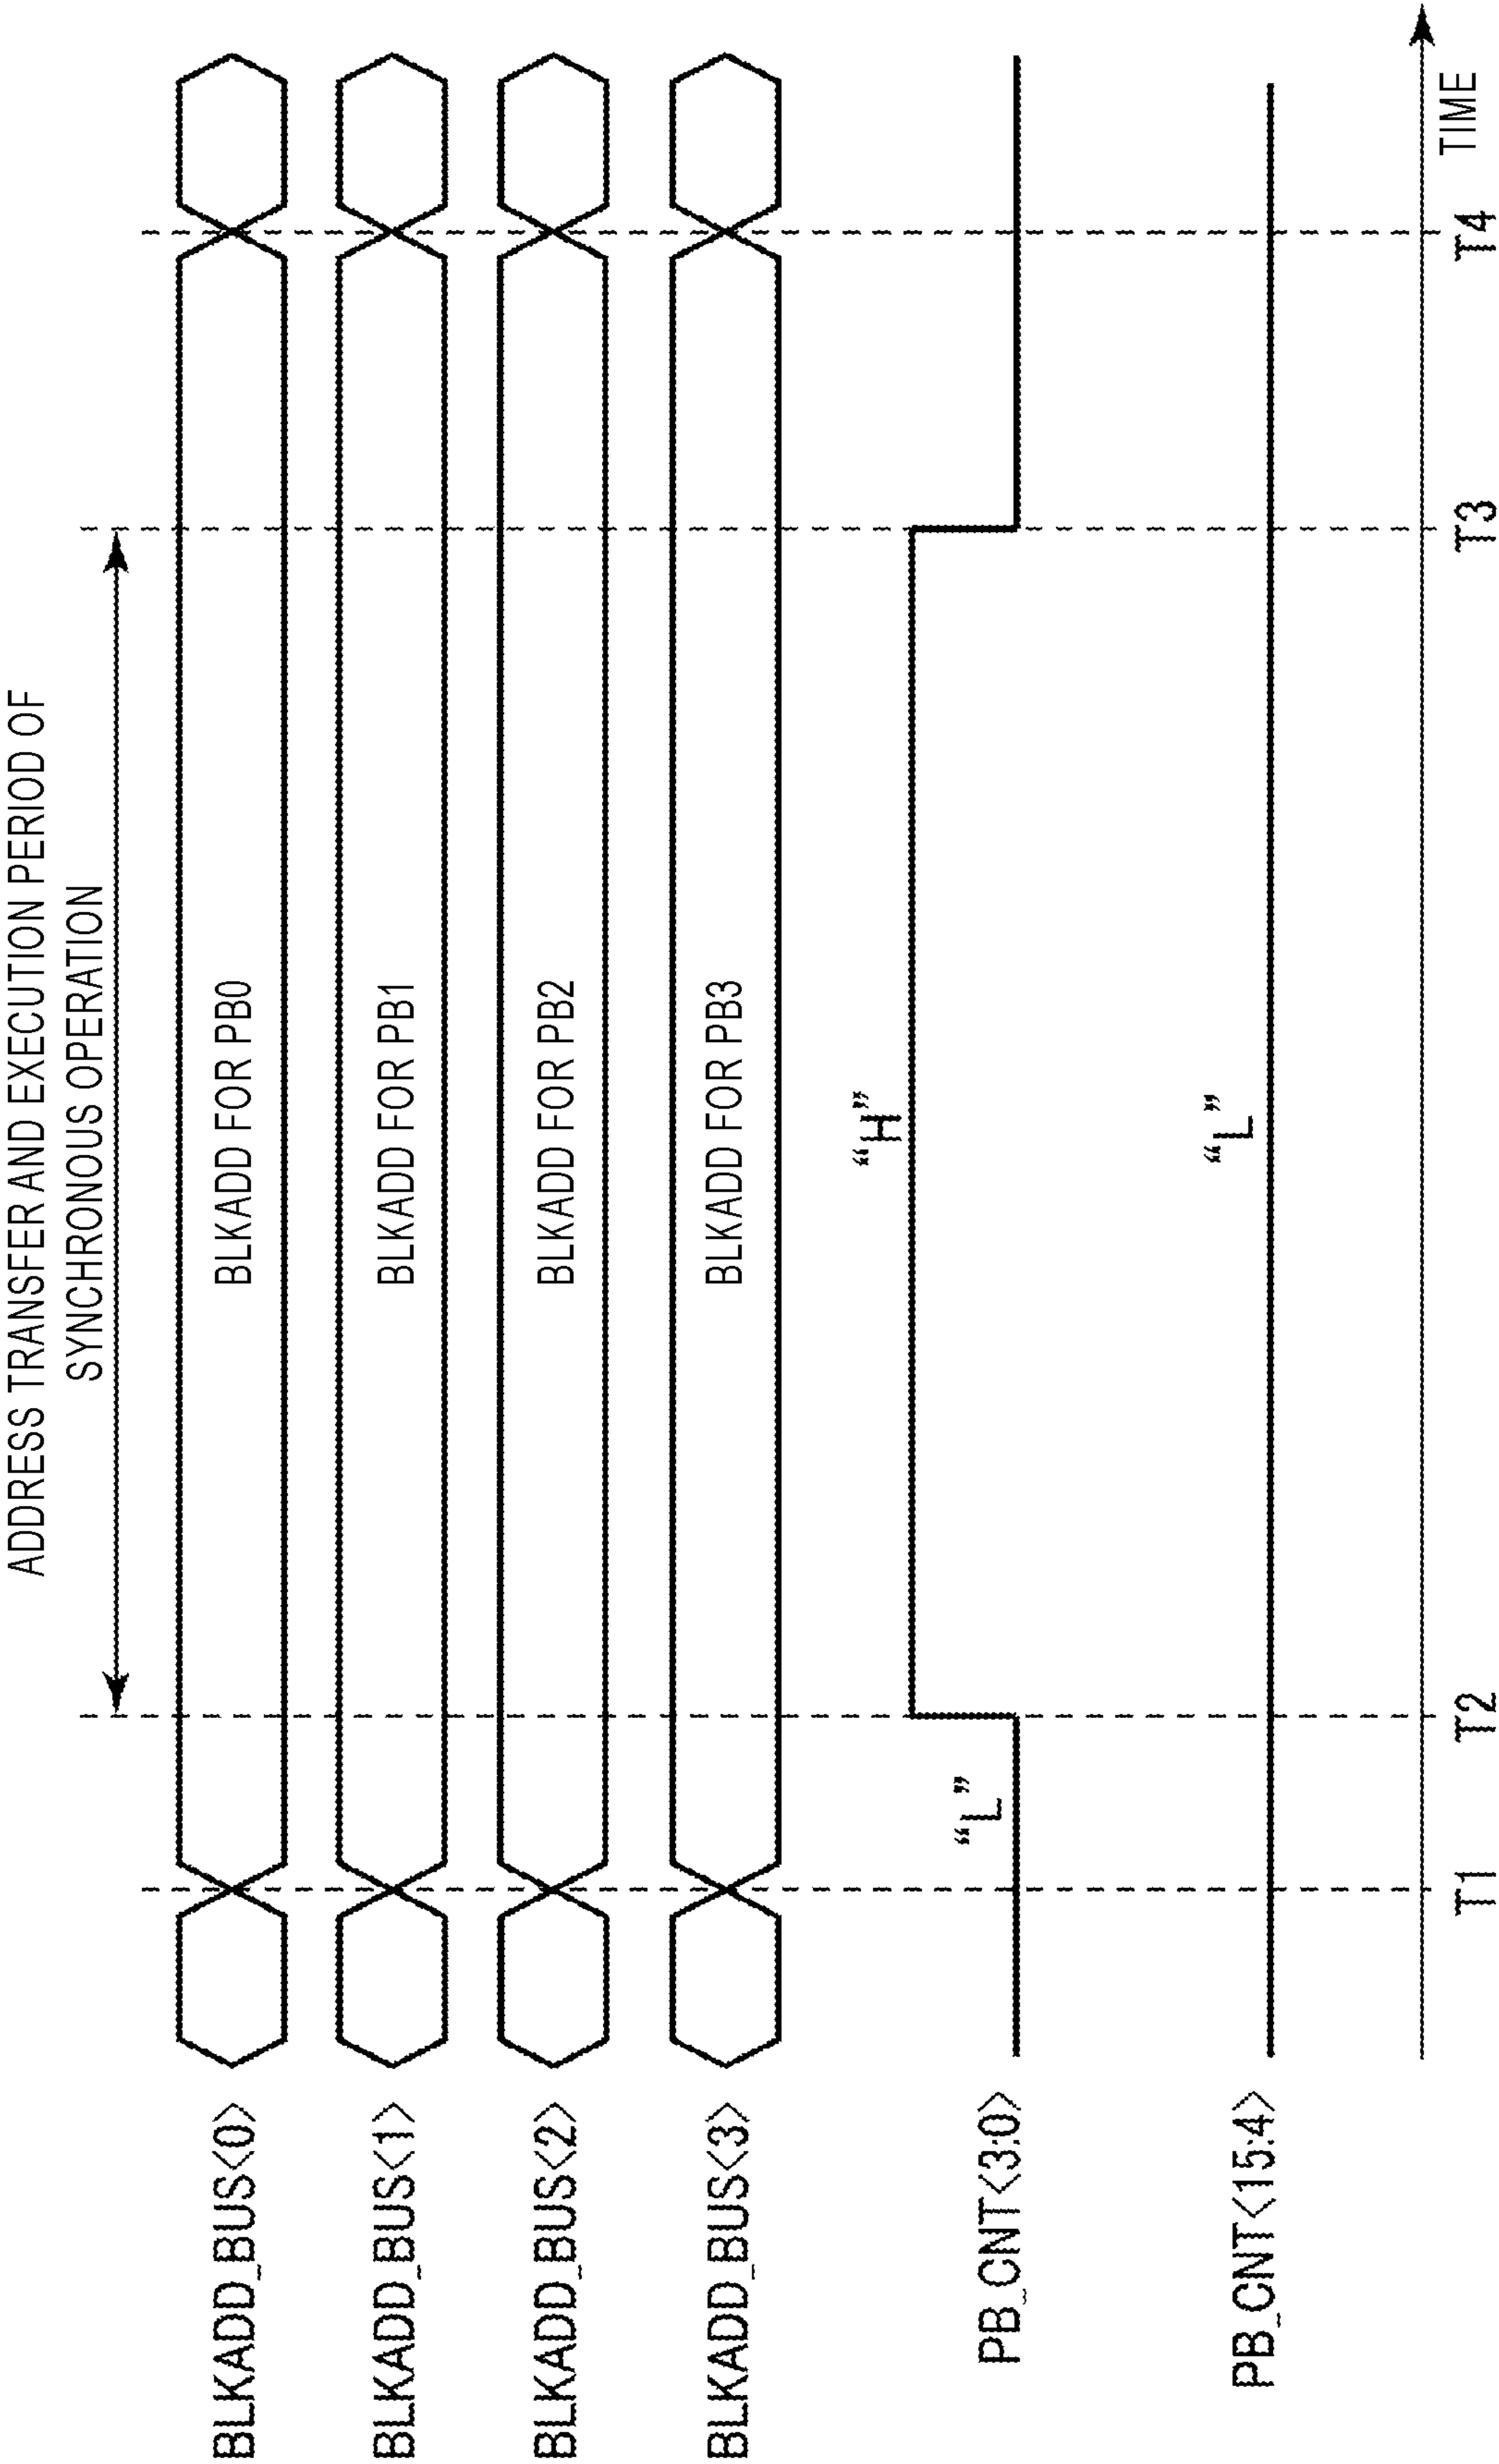 ADDRESS TRANSFER AND EXECUTION PERIOD OF
SYNCHRONOUS OPERATION
BLKADD_BUS<0>
BLKADD FOR PB0
BLKADD_BUS<1>
BLKADD FOR PB1
BLKADD_BUS<2>
BLKADD FOR PB2
BLKADD_BUS<3>
BLKADD FOR PB3
PB_CNT<3:0>
“L”
“H”
PB_CNT<15:4>
“L”
TIME
T1
T2
T3
T4